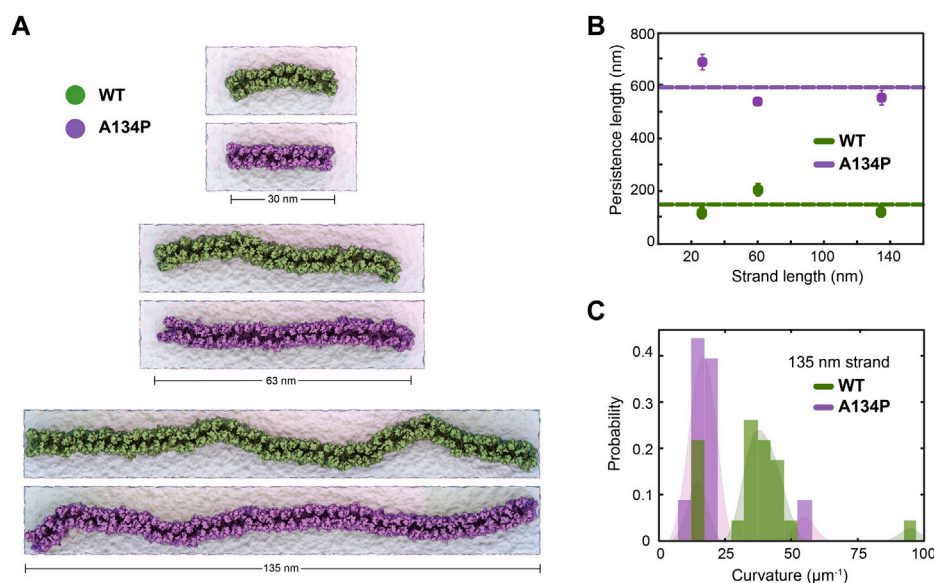 A
WT
A134P
30 nm
63 nm
135 nm
B
800
600
400
200
0
Persistence length (nm)
WT
A134P
20
60
100
140
Strand length (nm)
C
0.4
0.2
0.1
0
Probability
135 nm strand
WT
A134P
0
25
50
75
100
Curvature (µm⁻¹)